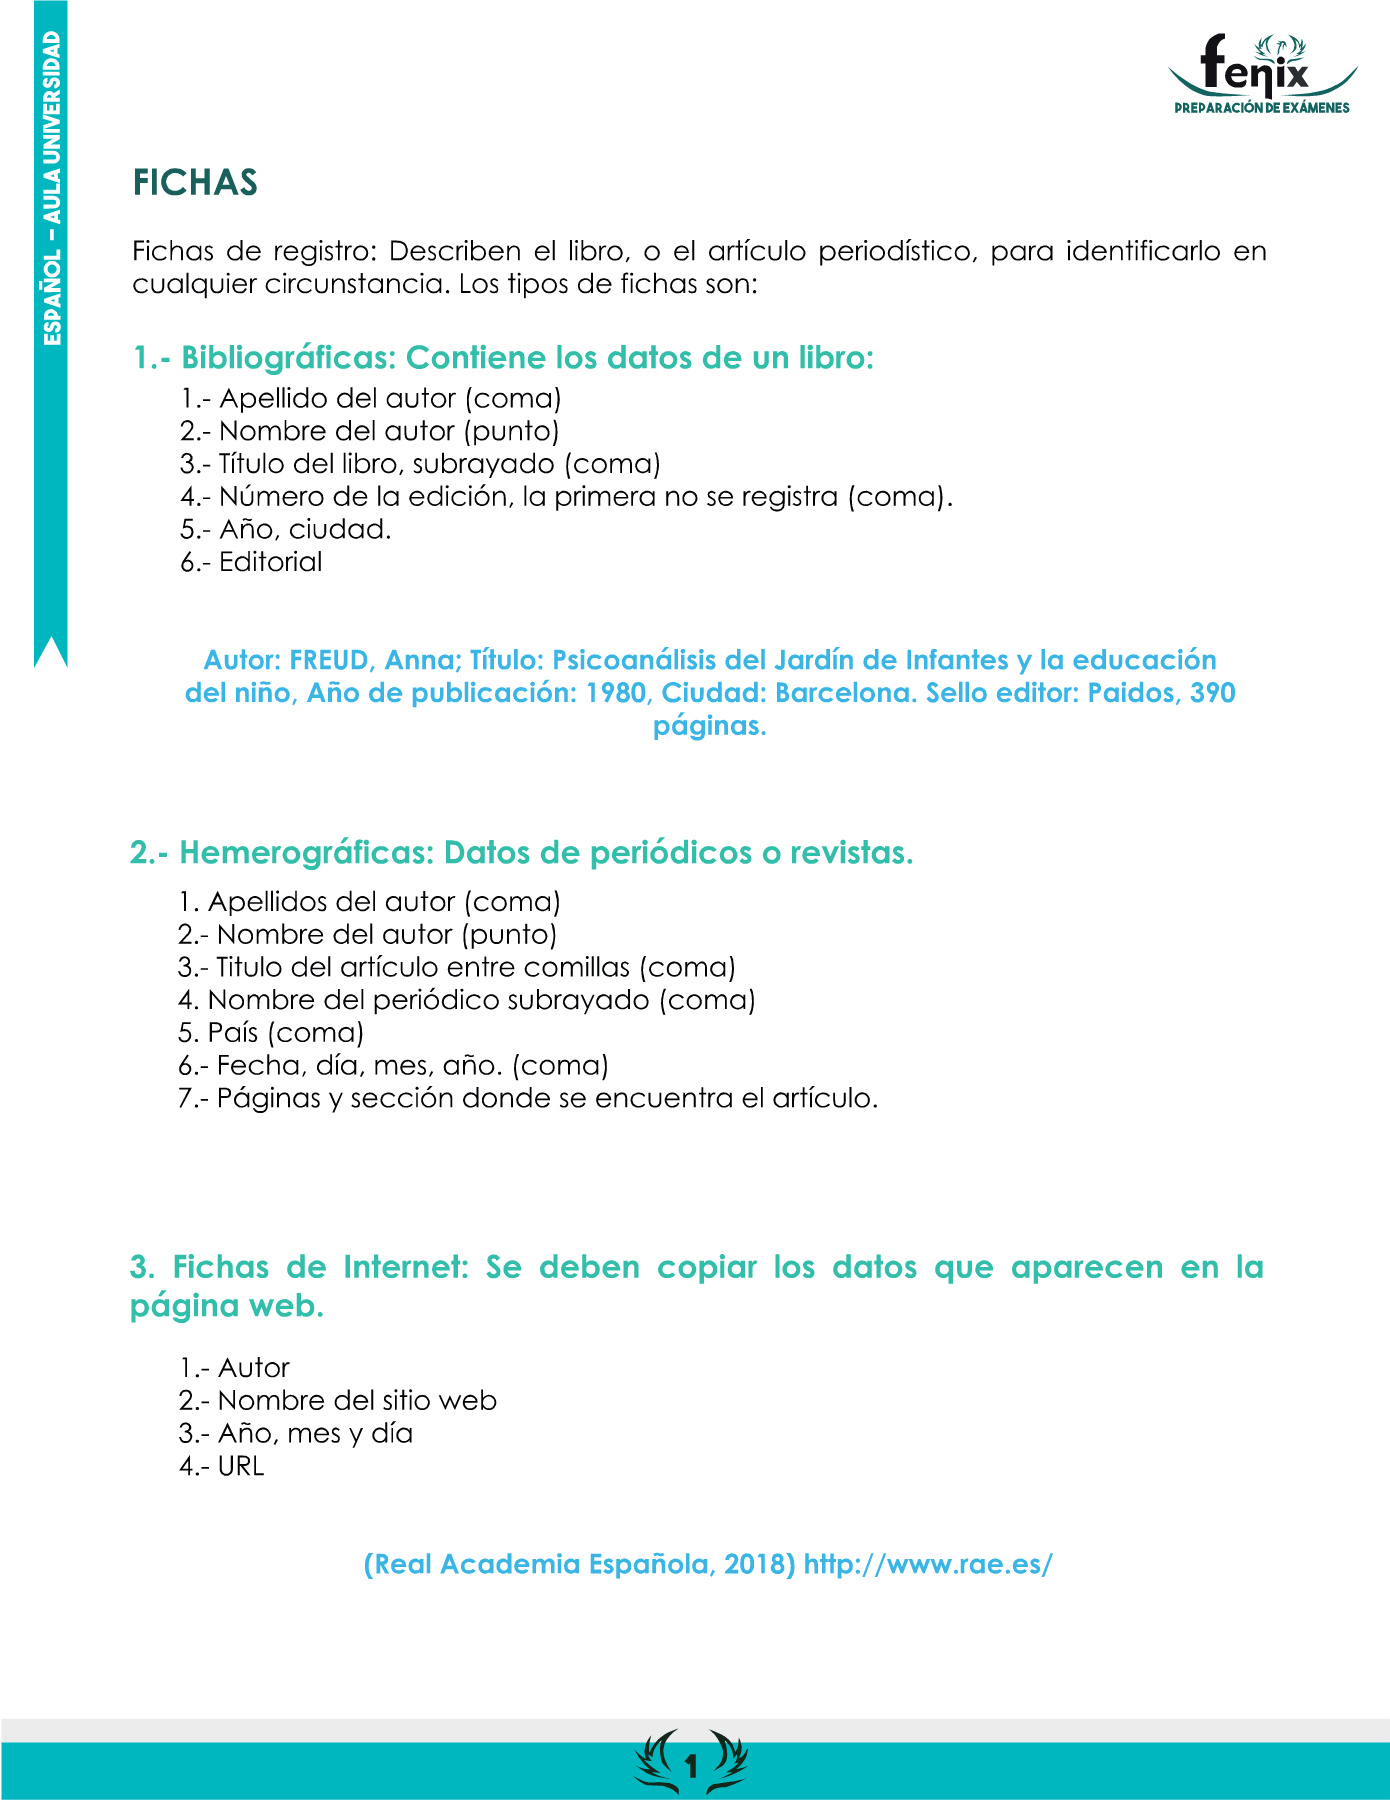 ESPAÑOL - AULA UNIVERSIDAD
fenix
PREPARACIÓN DE EXÁMENES
FICHAS
Fichas de registro: Describen el libro, o el artículo periodístico, para identificarlo en
cualquier circunstancia. Los tipos de fichas son:
1.- Bibliográficas: Contiene los datos de un libro:
1.- Apellido del autor (coma)
2.- Nombre del autor (punto)
3.- Título del libro, subrayado (coma)
4.- Número de la edición, la primera no se registra (coma).
5.- Año, ciudad.
6.- Editorial
Autor: FREUD, Anna; Título: Psicoanálisis del Jardín de Infantes y la educación
del niño, Año de publicación: 1980, Ciudad: Barcelona. Sello editor: Paidos, 390
páginas.
2.- Hemerográficas: Datos de periódicos o revistas.
1. Apellidos del autor (coma)
2.- Nombre del autor (punto)
3.- Titulo del artículo entre comillas (coma)
4. Nombre del periódico subrayado (coma)
5. País (coma)
6.- Fecha, día, mes, año. (coma)
7.- Páginas y sección donde se encuentra el artículo.
3. Fichas de Internet: Se deben copiar los datos que aparecen en la
página web.
1.- Autor
2.- Nombre del sitio web
3.- Año, mes y día
4.- URL
(Real Academia Española, 2018) http://www.rae.es/
1